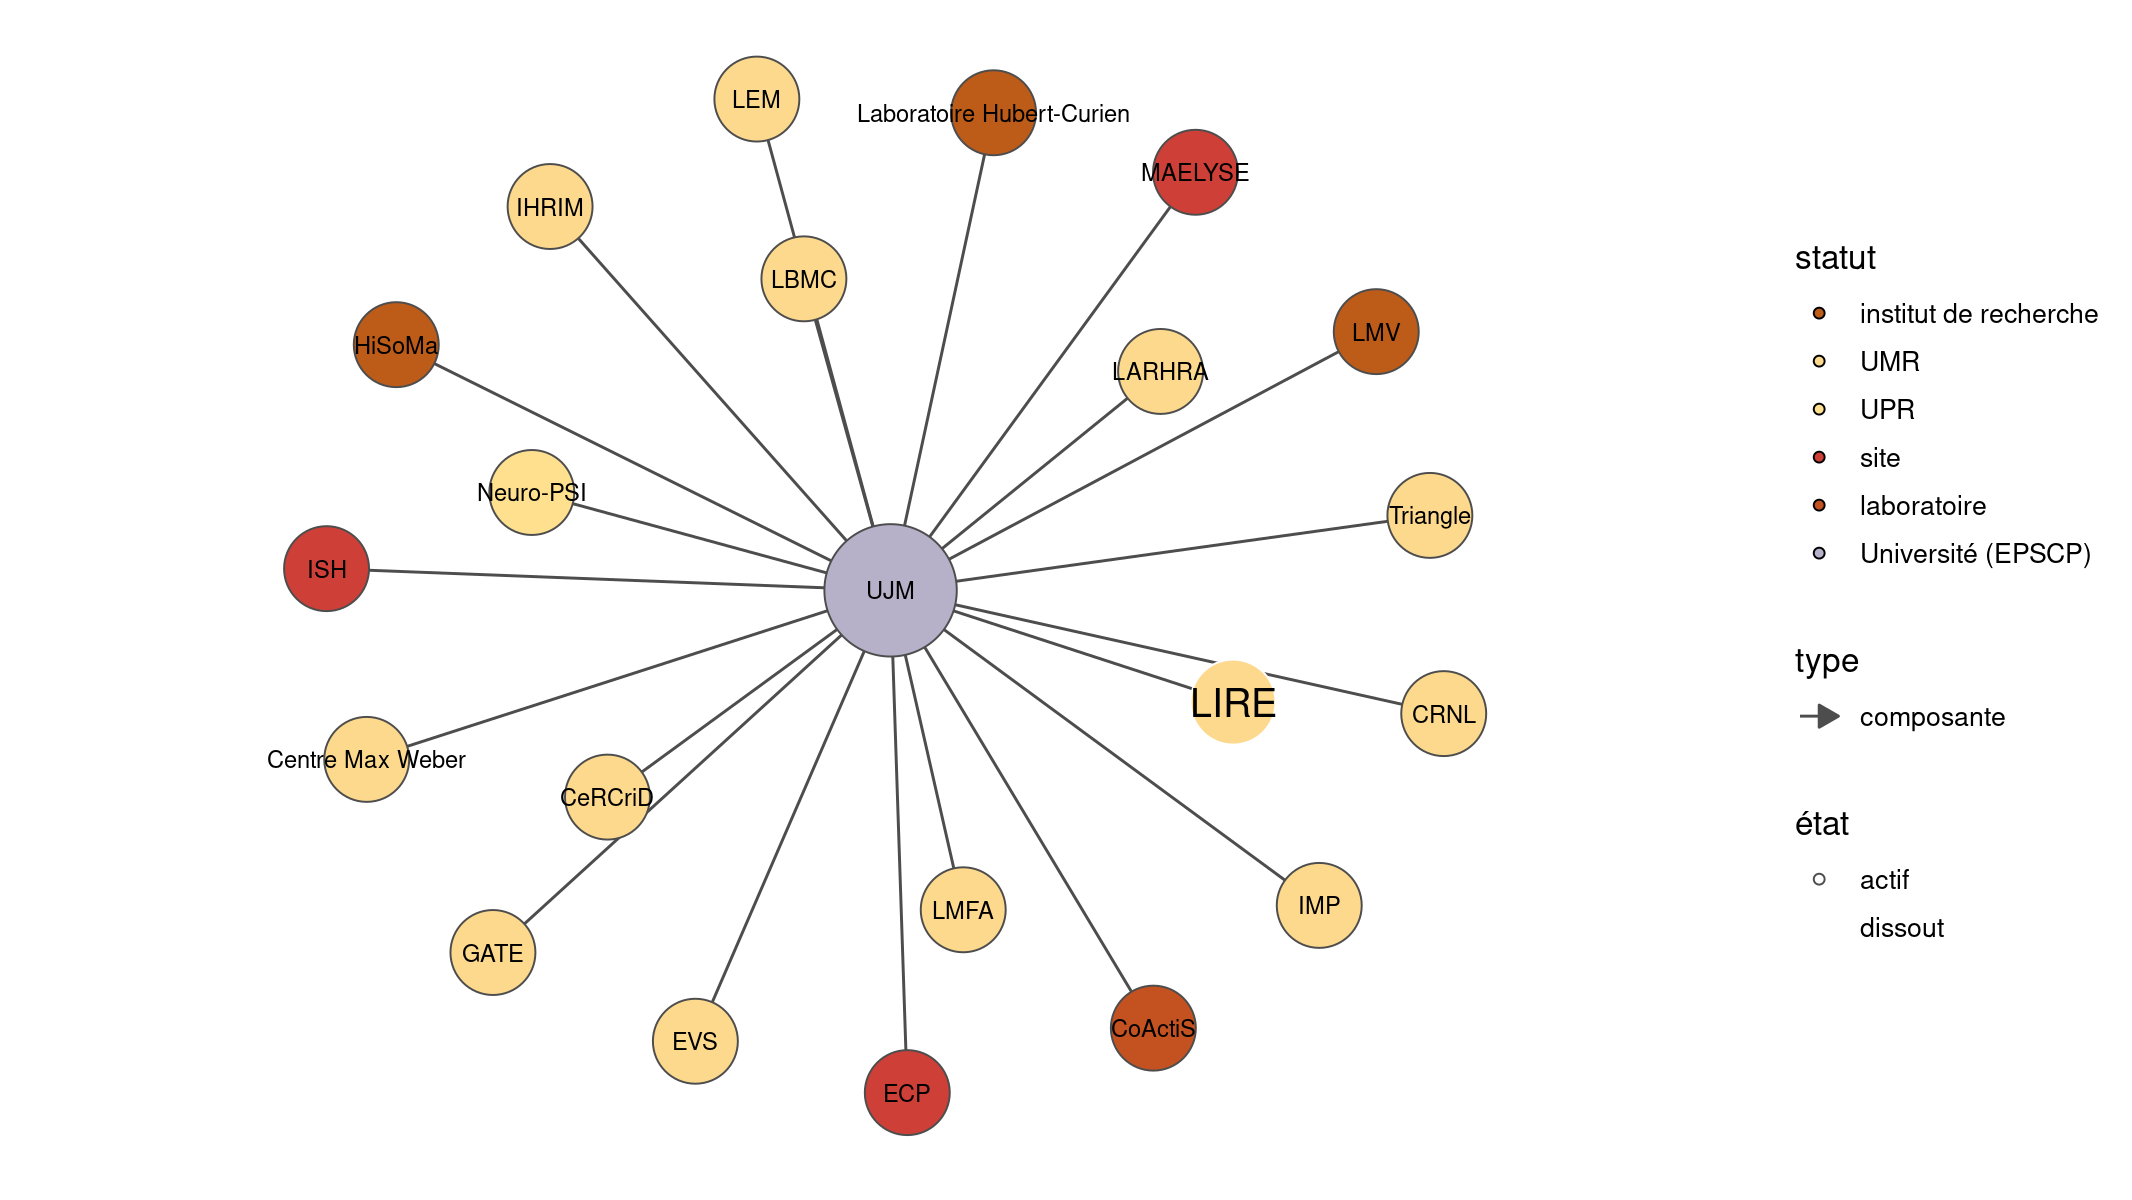 LEM
Laboratoire Hubert-Curien
MAELYSE
IHRIM
LBMC
HiSoMa
LMV
LARHRA
Neuro-PSI
Triangle
ISH
UJM
LIRE
CRNL
Centre Max Weber
CeRCriD
LMFA
IMP
GATE
CoActiS
EVS
ECP
statut
institut de recherche
UMR
UPR
site
laboratoire
Université (EPSCP)
type
composante
état
actif
dissout